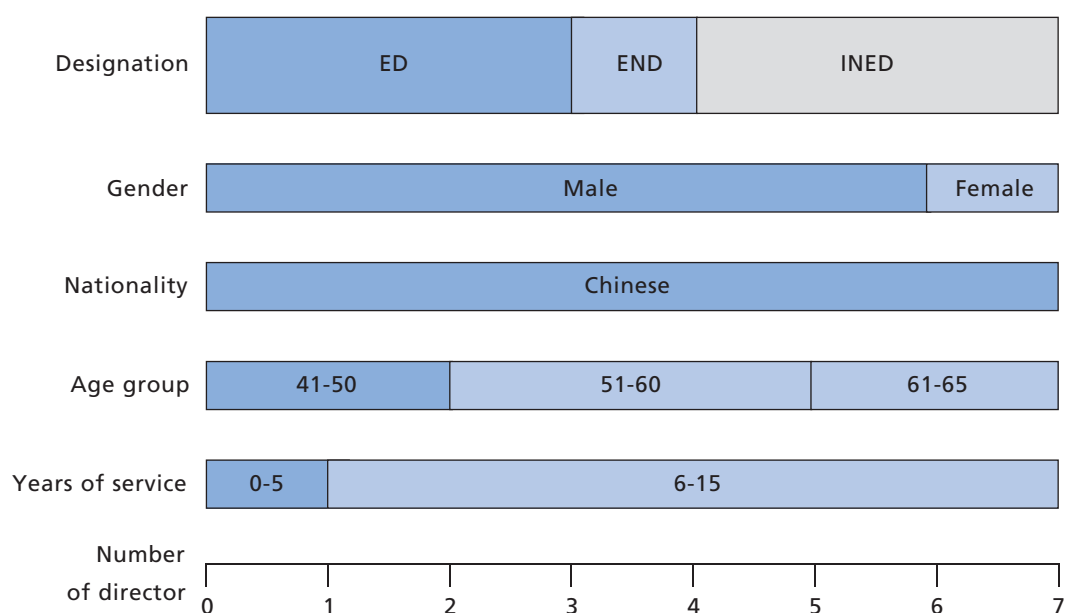 Designation ED END INED
Gender Male Female
Nationality Chinese
Age group 41-50 51-60 61-65
Years of service 0-5 6-15
Number
of director
0 1 2 3 4 5 6 7